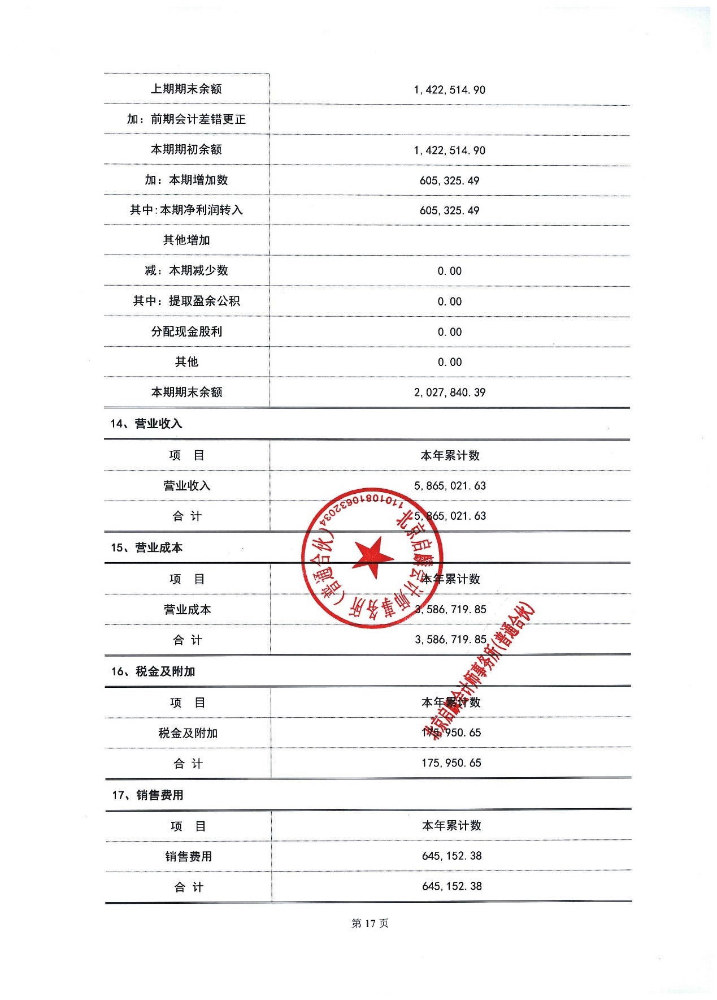 上期期末余额 1,422,514.90
加：前期会计差错更正
本期期初余额 1,422,514.90
加：本期增加数 605,325.49
其中:本期净利润转入 605,325.49
其他增加
减：本期减少数 0.00
其中：提取盈余公积 0.00
分配现金股利 0.00
其他 0.00
本期期末余额 2,027,840.39
14、营业收入
项 目 本年累计数
营业收入 5,865,021.63
合 计 5,865,021.63
15、营业成本
项 目 本年累计数
营业成本 3,586,719.85
合 计 3,586,719.85
16、税金及附加
项 目 本年累计数
税金及附加 175,950.65
合 计 175,950.65
17、销售费用
项 目 本年累计数
销售费用 645,152.38
合 计 645,152.38
第 17 页
北京启麟会计师事务所（普通合伙）
11010810632034
北京启麟会计师事务所(普通合伙)